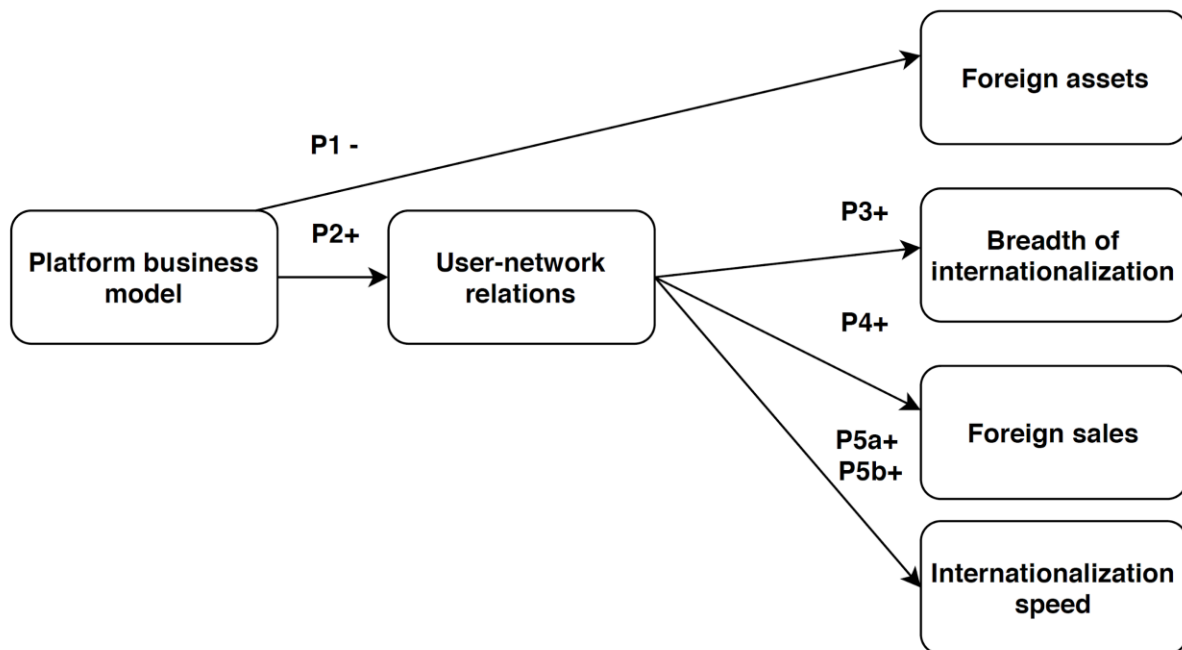 Foreign assets
P1 -
P2+
Platform business
model
User-network
relations
P3+
Breadth of
internationalization
P4+
Foreign sales
P5a+
P5b+
Internationalization
speed